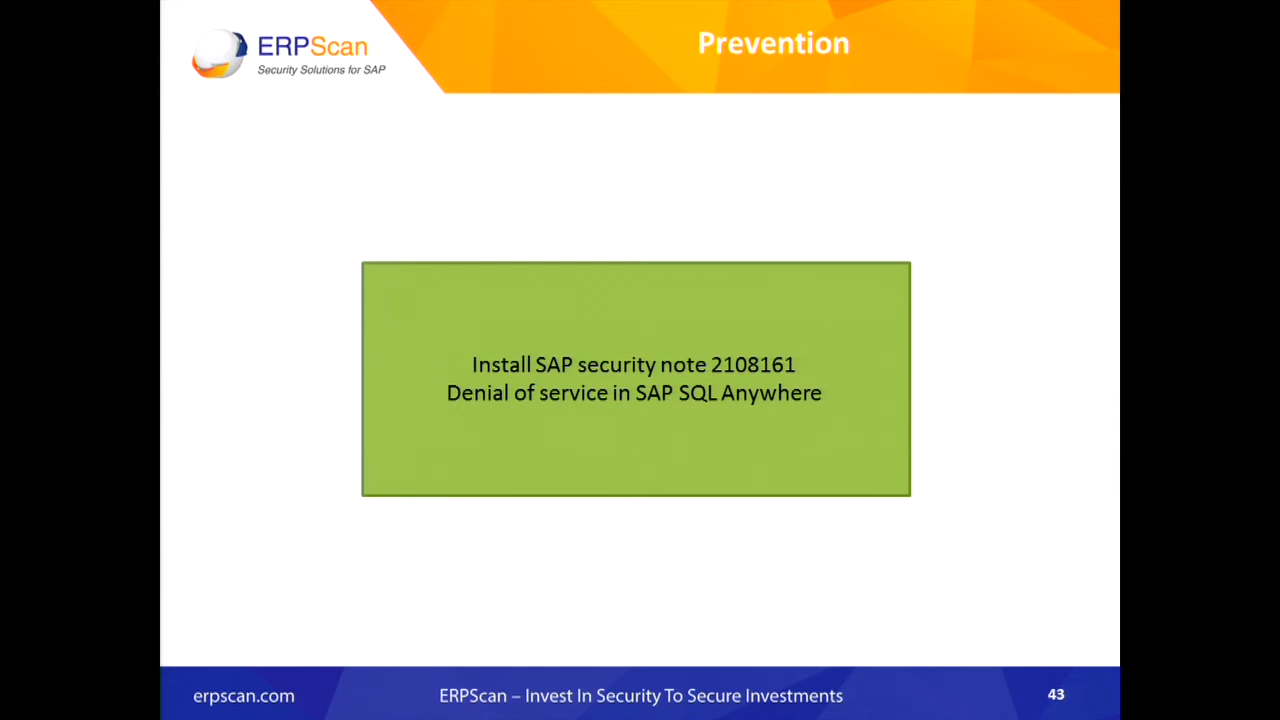 ERPScan
Security Solutions for SAP
Prevention
Install SAP security note 2108161
Denial of service in SAP SQL Anywhere
erpscan.com
ERPScan – Invest In Security To Secure Investments
43